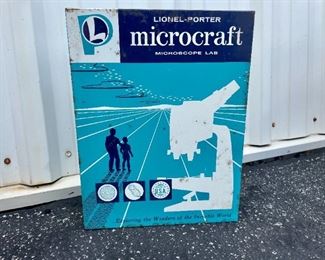 L
P
LIONEL-PORTER
microcraft
MICROSCOPE LAB
U.S.A.
Exploring the Wonders of the Invisible World